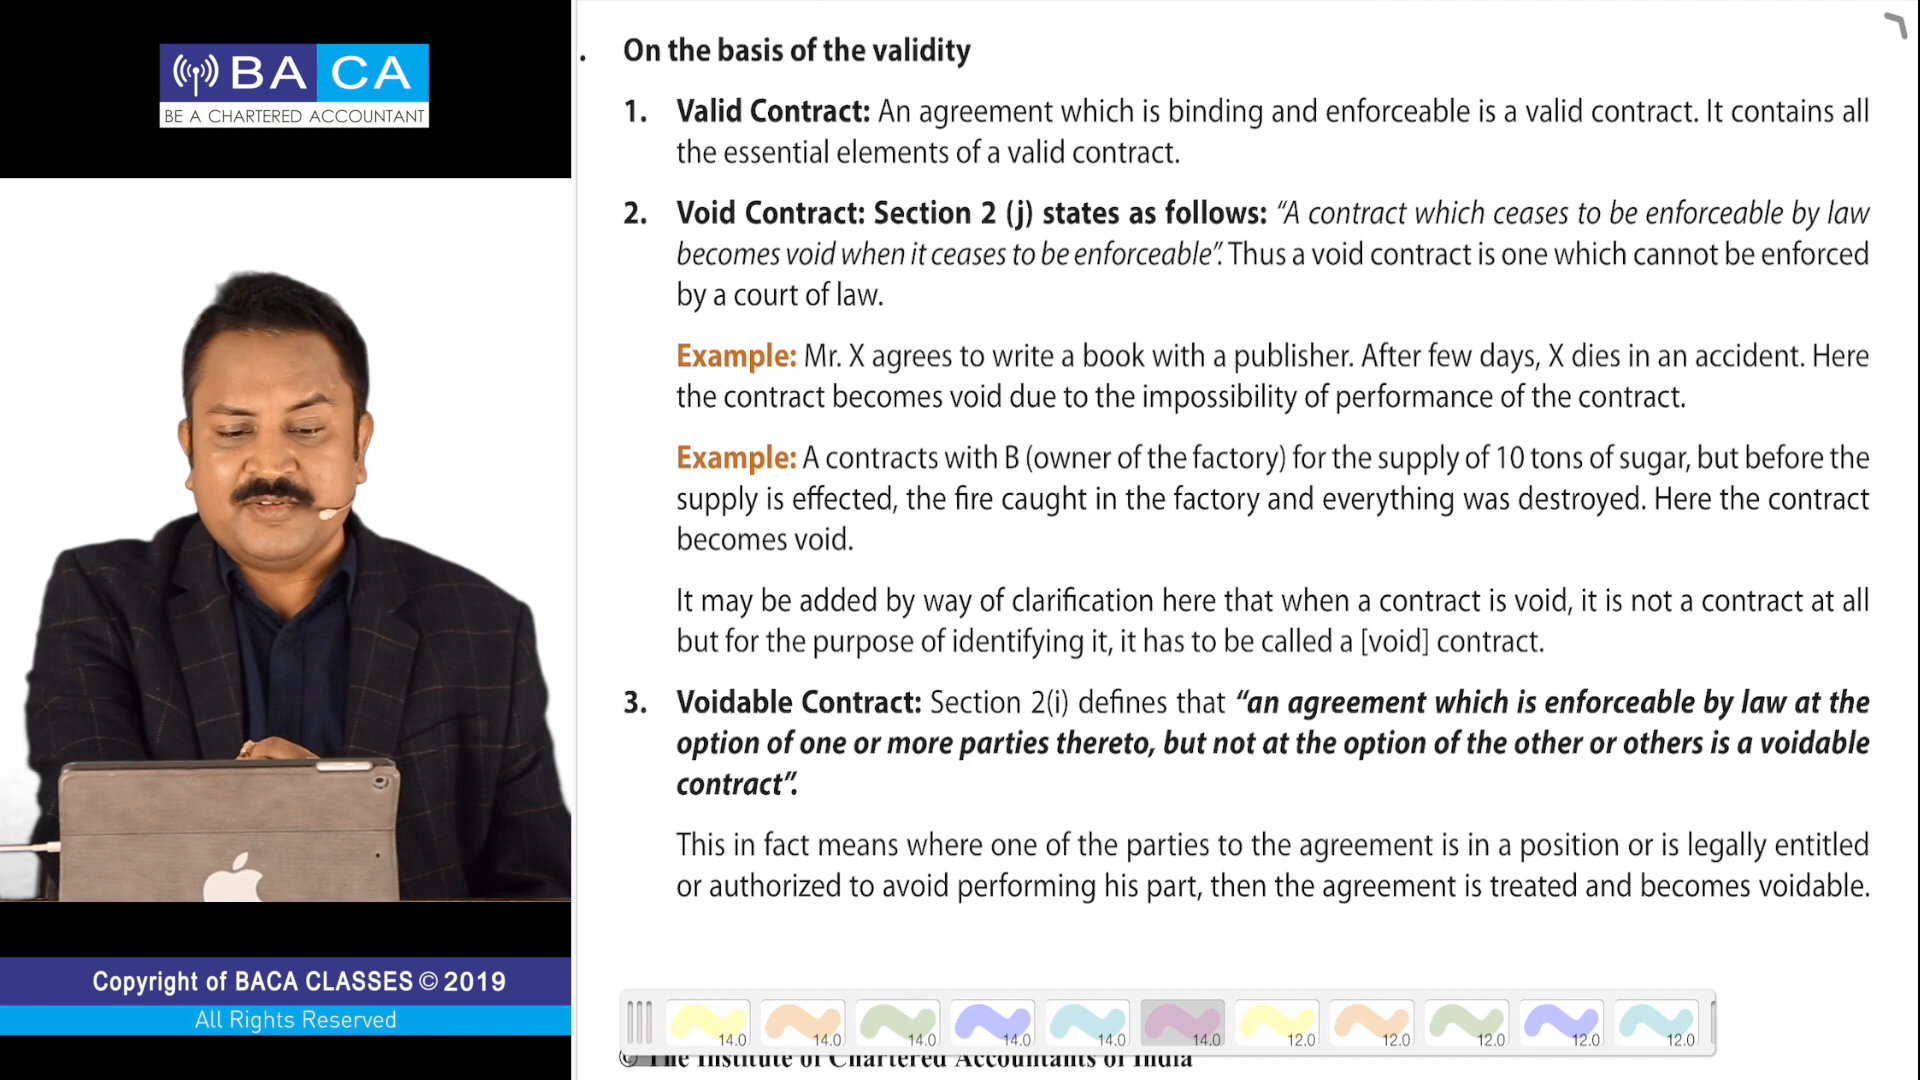 BACA
BE A CHARTERED ACCOUNTANT
. On the basis of the validity
1. Valid Contract: An agreement which is binding and enforceable is a valid contract. It contains all
the essential elements of a valid contract.
2. Void Contract: Section 2 (j) states as follows: “A contract which ceases to be enforceable by law
becomes void when it ceases to be enforceable”. Thus a void contract is one which cannot be enforced
by a court of law.
Example: Mr. X agrees to write a book with a publisher. After few days, X dies in an accident. Here
the contract becomes void due to the impossibility of performance of the contract.
Example: A contracts with B (owner of the factory) for the supply of 10 tons of sugar, but before the
supply is effected, the fire caught in the factory and everything was destroyed. Here the contract
becomes void.
It may be added by way of clarification here that when a contract is void, it is not a contract at all
but for the purpose of identifying it, it has to be called a [void] contract.
3. Voidable Contract: Section 2(i) defines that “an agreement which is enforceable by law at the
option of one or more parties thereto, but not at the option of the other or others is a voidable
contract”.
This in fact means where one of the parties to the agreement is in a position or is legally entitled
or authorized to avoid performing his part, then the agreement is treated and becomes voidable.
14.0 14.0 14.0 14.0 14.0 14.0 12.0 12.0 12.0 12.0 12.0
© The Institute of Chartered Accountants of India
Copyright of BACA CLASSES © 2019
All Rights Reserved